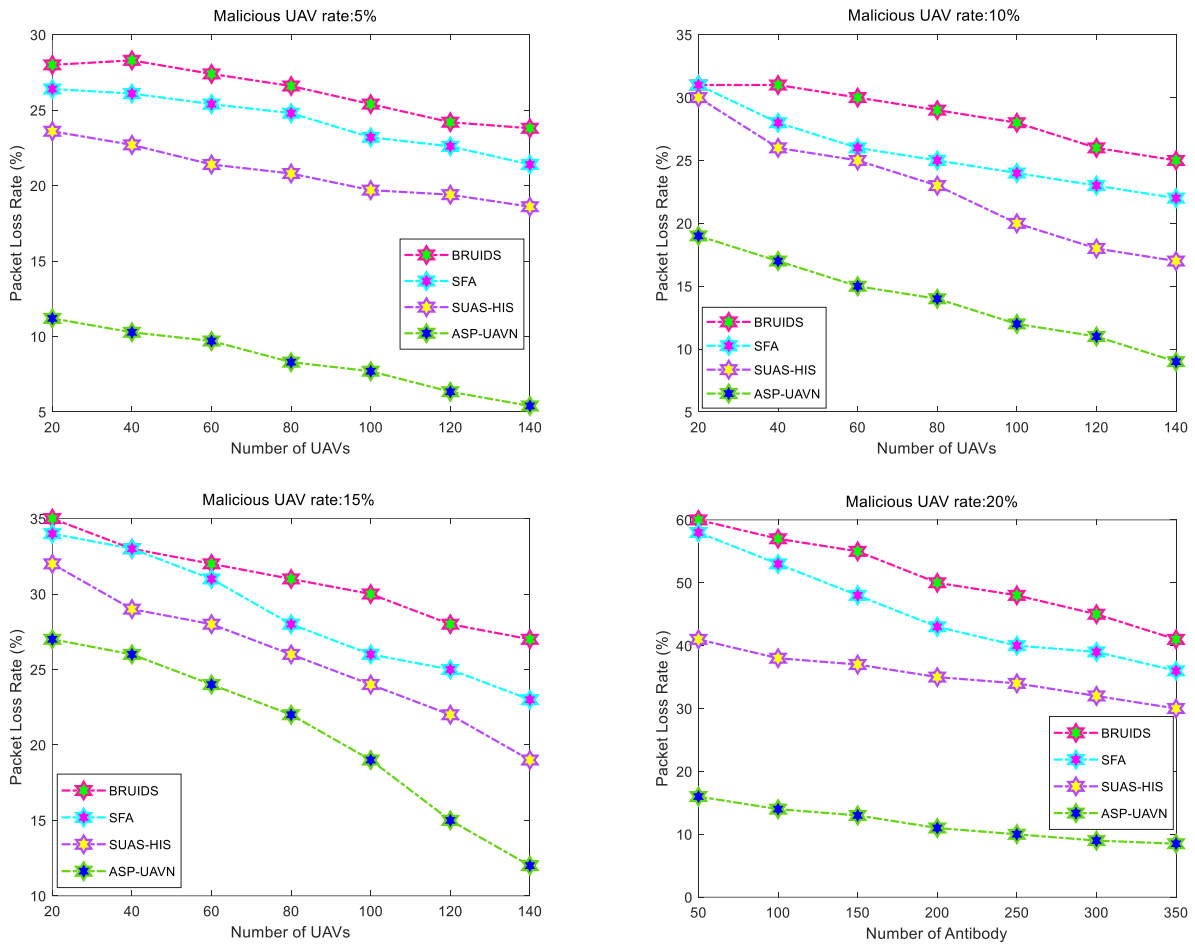 Malicious UAV rate:5%
30
25
20
15
10
5
Packet Loss Rate (%)
BRUIDS
SFA
SUAS-HIS
ASP-UAVN
20 40 60 80 100 120 140
Number of UAVs
Malicious UAV rate:10%
35
30
25
20
15
10
5
Packet Loss Rate (%)
BRUIDS
SFA
SUAS-HIS
ASP-UAVN
20 40 60 80 100 120 140
Number of UAVs
Malicious UAV rate:15%
35
30
25
20
15
10
Packet Loss Rate (%)
BRUIDS
SFA
SUAS-HIS
ASP-UAVN
20 40 60 80 100 120 140
Number of UAVs
Malicious UAV rate:20%
60
50
40
30
20
10
0
Packet Loss Rate (%)
BRUIDS
SFA
SUAS-HIS
ASP-UAVN
50 100 150 200 250 300 350
Number of Antibody